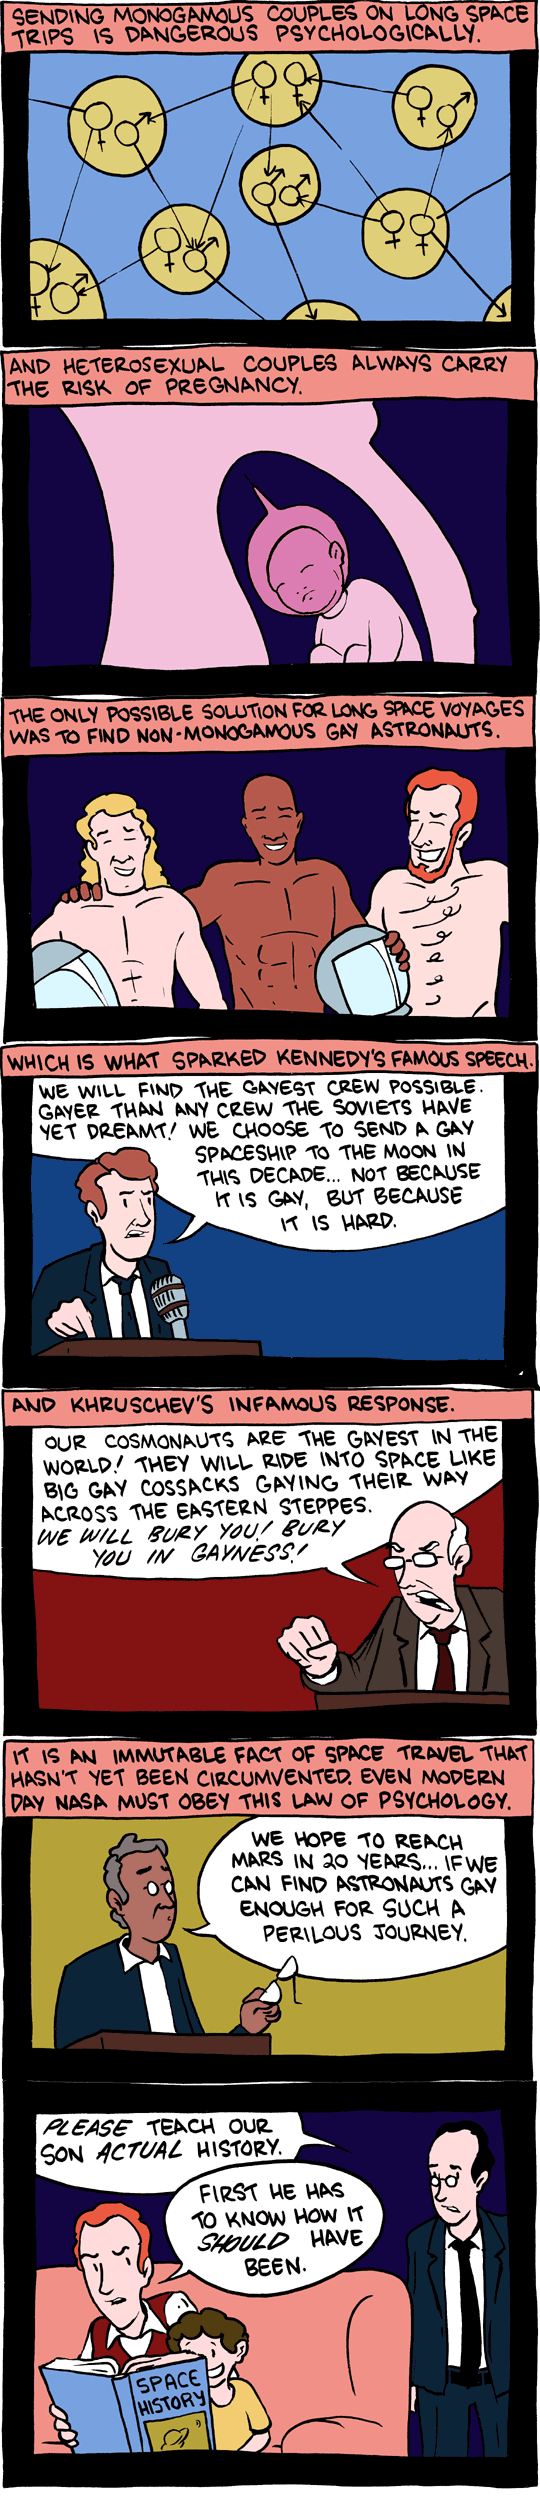 SENDING MONOGAMOUS COUPLES ON LONG SPACE
TRIPS IS DANGEROUS PSYCHOLOGICALLY.
AND HETEROSEXUAL COUPLES ALWAYS CARRY
THE RISK OF PREGNANCY.
THE ONLY POSSIBLE SOLUTION FOR LONG SPACE VOYAGES
WAS TO FIND NON-MONOGAMOUS GAY ASTRONAUTS.
WHICH IS WHAT SPARKED KENNEDY'S FAMOUS SPEECH.
WE WILL FIND THE GAYEST CREW POSSIBLE.
GAYER THAN ANY CREW THE SOVIETS HAVE
YET DREAMT! WE CHOOSE TO SEND A GAY
SPACESHIP TO THE MOON IN
THIS DECADE... NOT BECAUSE
IT IS GAY, BUT BECAUSE
IT IS HARD.
AND KHRUSCHEV'S INFAMOUS RESPONSE.
OUR COSMONAUTS ARE THE GAYEST IN THE
WORLD! THEY WILL RIDE INTO SPACE LIKE
BIG GAY COSSACKS GAYING THEIR WAY
ACROSS THE EASTERN STEPPES.
WE WILL BURY YOU! BURY
YOU IN GAYNESS!
IT IS AN IMMUTABLE FACT OF SPACE TRAVEL THAT
HASN'T YET BEEN CIRCUMVENTED. EVEN MODERN
DAY NASA MUST OBEY THIS LAW OF PSYCHOLOGY.
WE HOPE TO REACH
MARS IN 20 YEARS... IF WE
CAN FIND ASTRONAUTS GAY
ENOUGH FOR SUCH A
PERILOUS JOURNEY.
PLEASE TEACH OUR
SON ACTUAL HISTORY.
FIRST HE HAS
TO KNOW HOW IT
SHOULD HAVE
BEEN.
SPACE
HISTORY